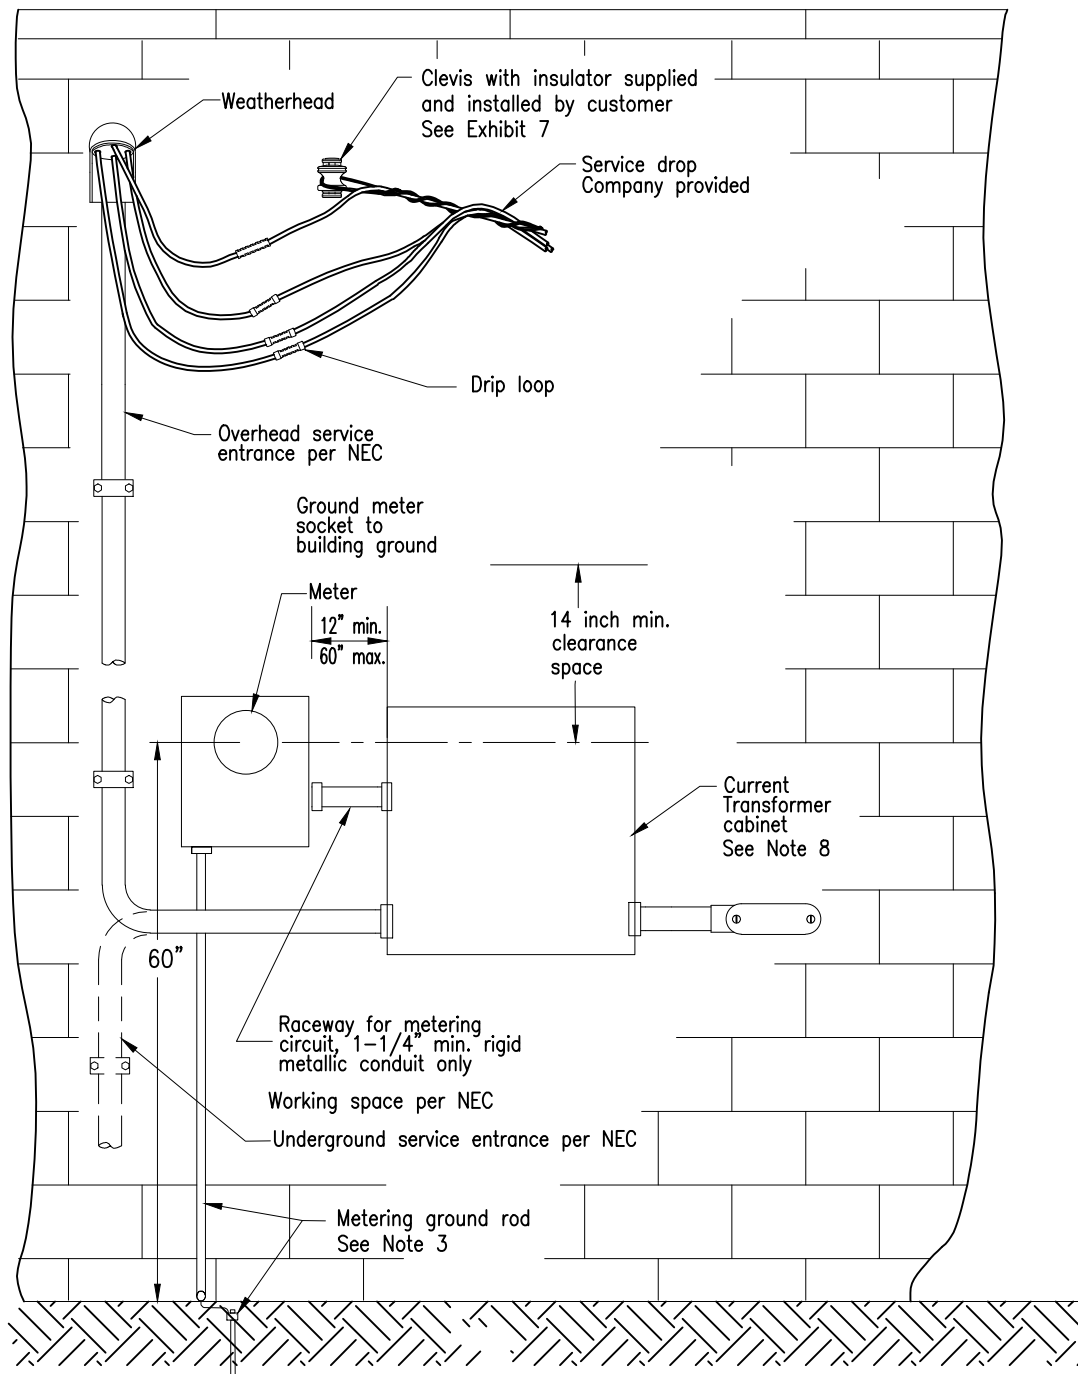 Clevis with insulator supplied
and installed by customer
See Exhibit 7
Weatherhead
Service drop
Company provided
Drip loop
Overhead service
entrance per NEC
Ground meter
socket to
building ground
Meter
12" min.
60" max.
14 inch min.
clearance
space
Current
Transformer
cabinet
See Note 8
60"
Raceway for metering
circuit, 1-1/4" min. rigid
metallic conduit only
Working space per NEC
Underground service entrance per NEC
Metering ground rod
See Note 3